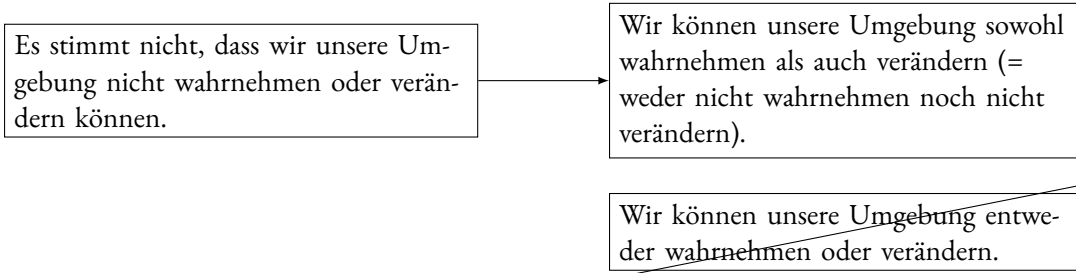 Es stimmt nicht, dass wir unsere Um-
gebung nicht wahrnehmen oder verän-
dern können.
Wir können unsere Umgebung sowohl
wahrnehmen als auch verändern (=
weder nicht wahrnehmen noch nicht
verändern).
Wir können unsere Umgebung entwe-
der wahrnehmen oder verändern.